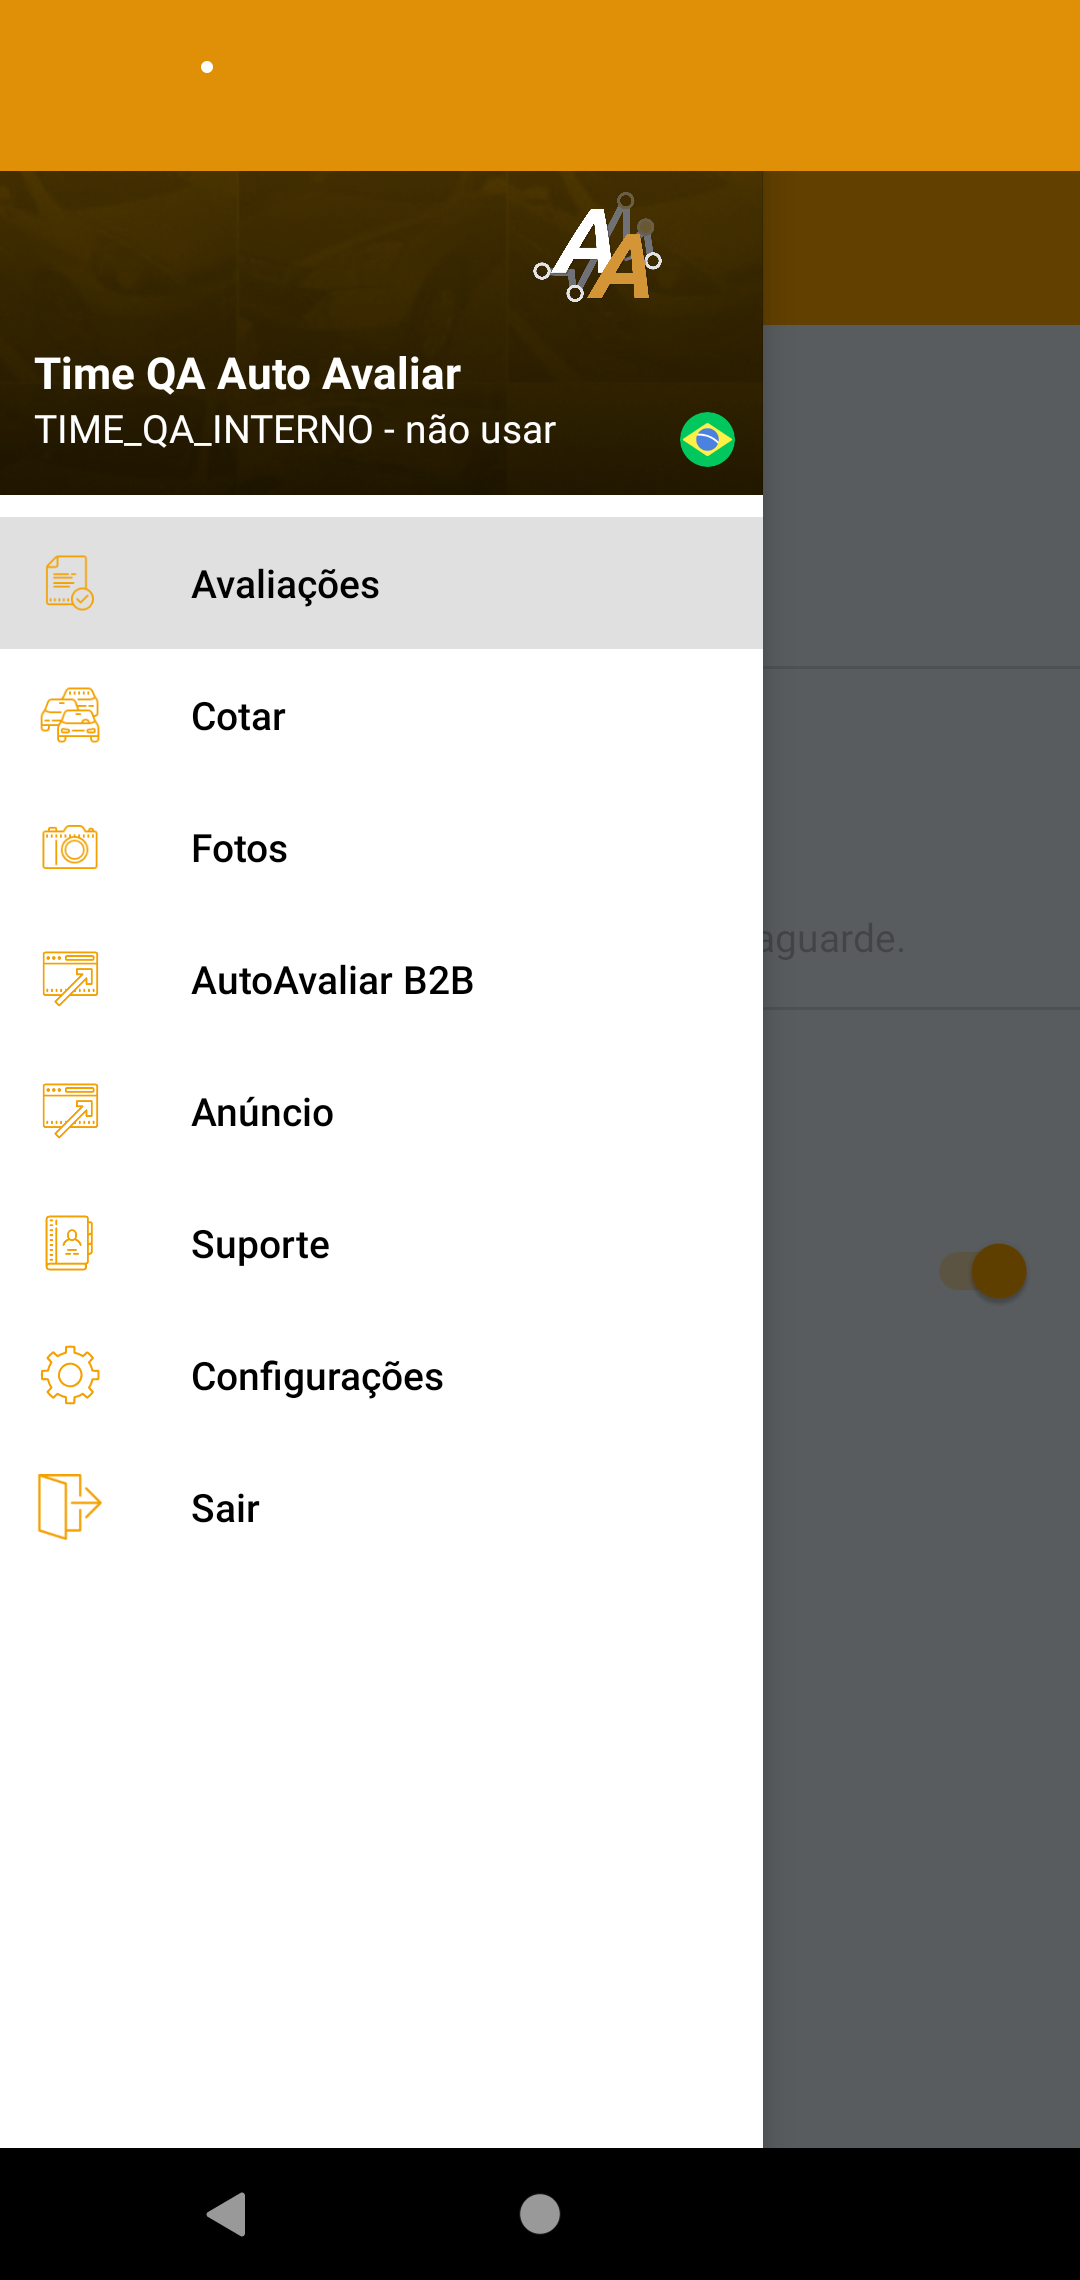 AA
Time QA Auto Avaliar
TIME_QA_INTERNO - não usar
Avaliações
Cotar
Fotos
aguarde.
AutoAvaliar B2B
Anúncio
Suporte
Configurações
Sair